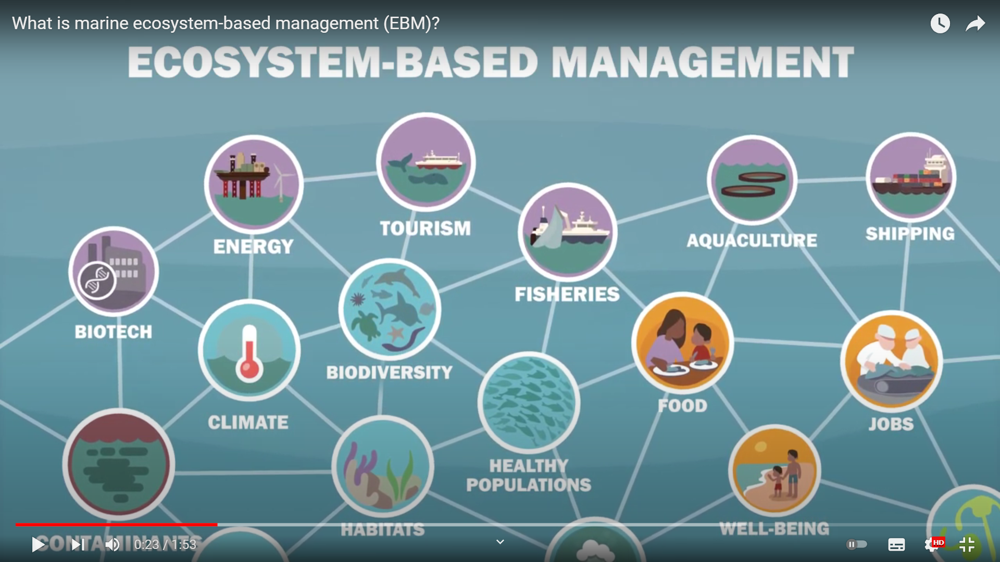 What is marine ecosystem-based management (EBM)?
ECOSYSTEM-BASED MANAGEMENT
TOURISM
ENERGY
AQUACULTURE
SHIPPING
FISHERIES
BIOTECH
BIODIVERSITY
CLIMATE
FOOD
JOBS
HEALTHY
POPULATIONS
HABITATS
WELL-BEING
CONTAMINANTS
0:23 / 1:53
HD